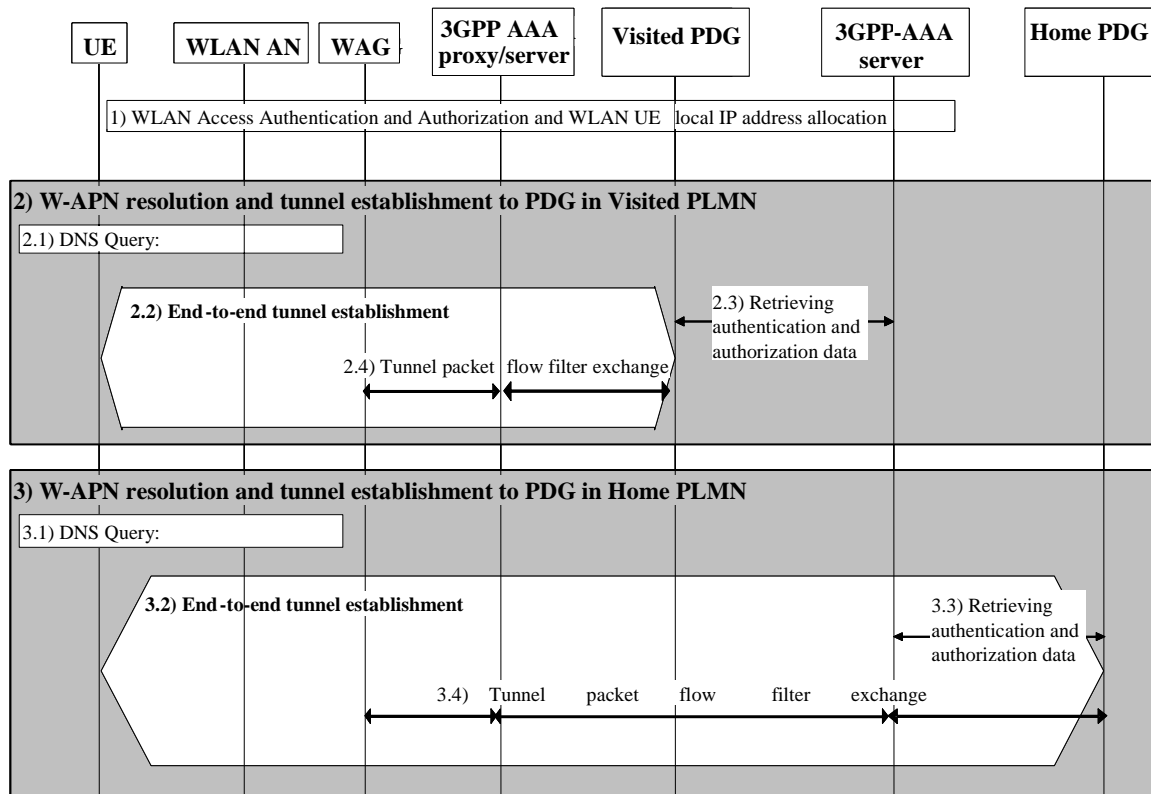 UE
WLAN AN
WAG
3GPP AAA
proxy/server
Visited PDG
3GPP-AAA
server
Home PDG
1) WLAN Access Authentication and Authorization and WLAN UE local IP address allocation
2) W-APN resolution and tunnel establishment to PDG in Visited PLMN
2.1) DNS Query:
2.2) End-to-end tunnel establishment
2.3) Retrieving
authentication and
authorization data
2.4) Tunnel packet flow filter exchange
3) W-APN resolution and tunnel establishment to PDG in Home PLMN
3.1) DNS Query:
3.2) End-to-end tunnel establishment
3.3) Retrieving
authentication and
authorization data
3.4) Tunnel packet flow filter exchange